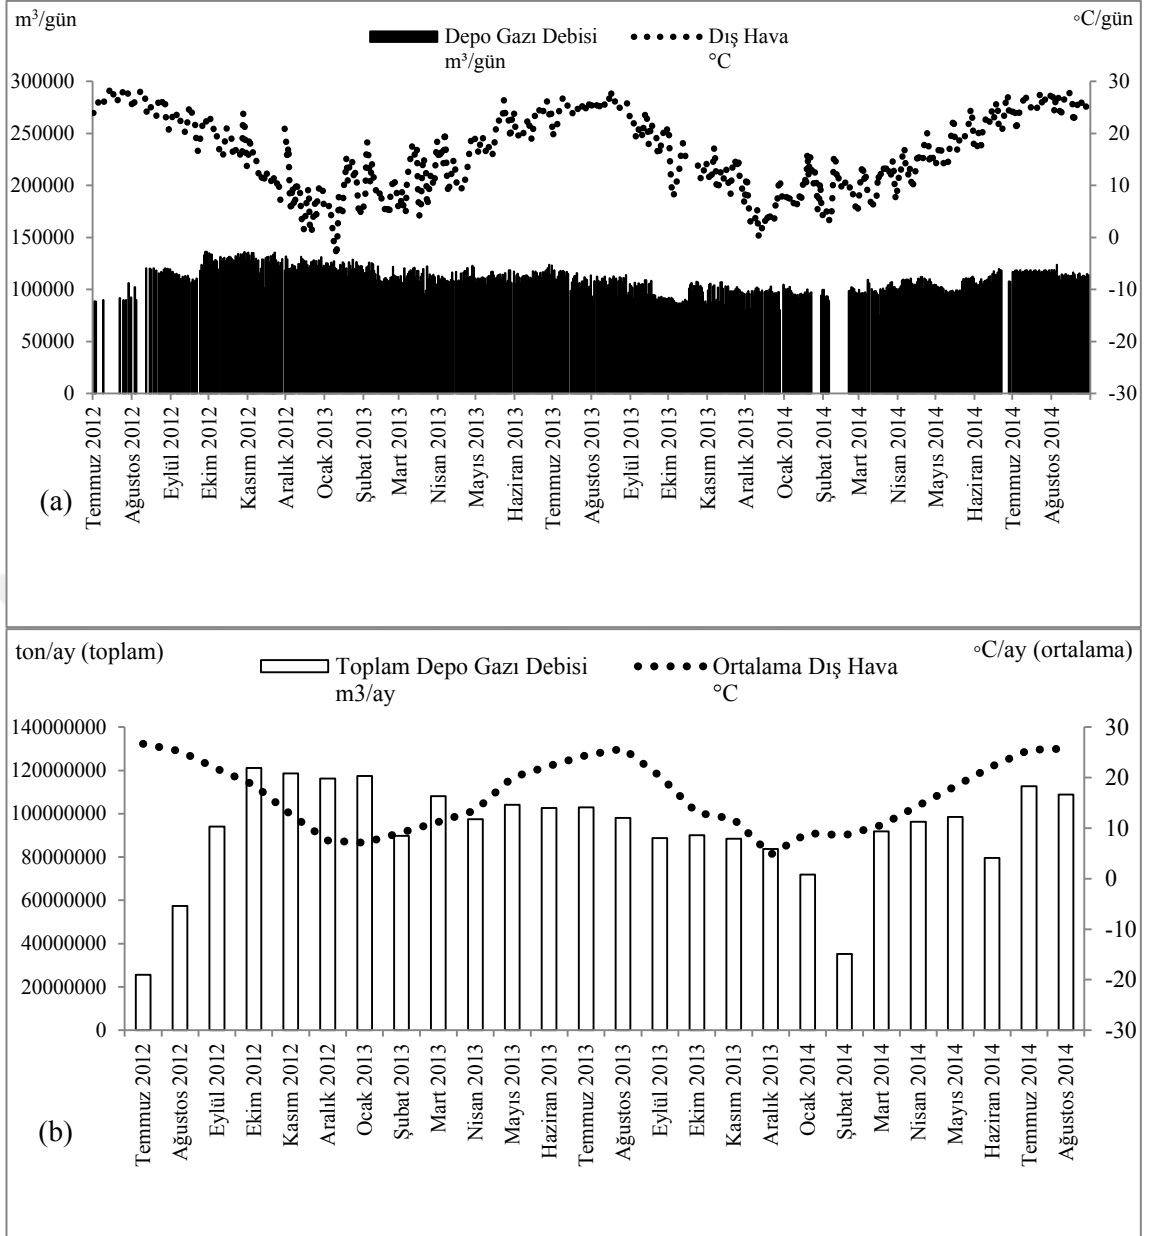 m³/gün
°C/gün
Depo Gazı Debisi
m³/gün
Dış Hava
°C
300000
250000
200000
150000
100000
50000
0
30
20
10
0
-10
-20
-30
Temmuz 2012
Ağustos 2012
Eylül 2012
Ekim 2012
Kasım 2012
Aralık 2012
Ocak 2013
Şubat 2013
Mart 2013
Nisan 2013
Mayıs 2013
Haziran 2013
Temmuz 2013
Ağustos 2013
Eylül 2013
Ekim 2013
Kasım 2013
Aralık 2013
Ocak 2014
Şubat 2014
Mart 2014
Nisan 2014
Mayıs 2014
Haziran 2014
Temmuz 2014
Ağustos 2014
(a)
ton/ay (toplam)
°C/ay (ortalama)
Toplam Depo Gazı Debisi
m3/ay
Ortalama Dış Hava
°C
140000000
120000000
100000000
80000000
60000000
40000000
20000000
0
30
20
10
0
-10
-20
-30
Temmuz 2012
Ağustos 2012
Eylül 2012
Ekim 2012
Kasım 2012
Aralık 2012
Ocak 2013
Şubat 2013
Mart 2013
Nisan 2013
Mayıs 2013
Haziran 2013
Temmuz 2013
Ağustos 2013
Eylül 2013
Ekim 2013
Kasım 2013
Aralık 2013
Ocak 2014
Şubat 2014
Mart 2014
Nisan 2014
Mayıs 2014
Haziran 2014
Temmuz 2014
Ağustos 2014
(b)